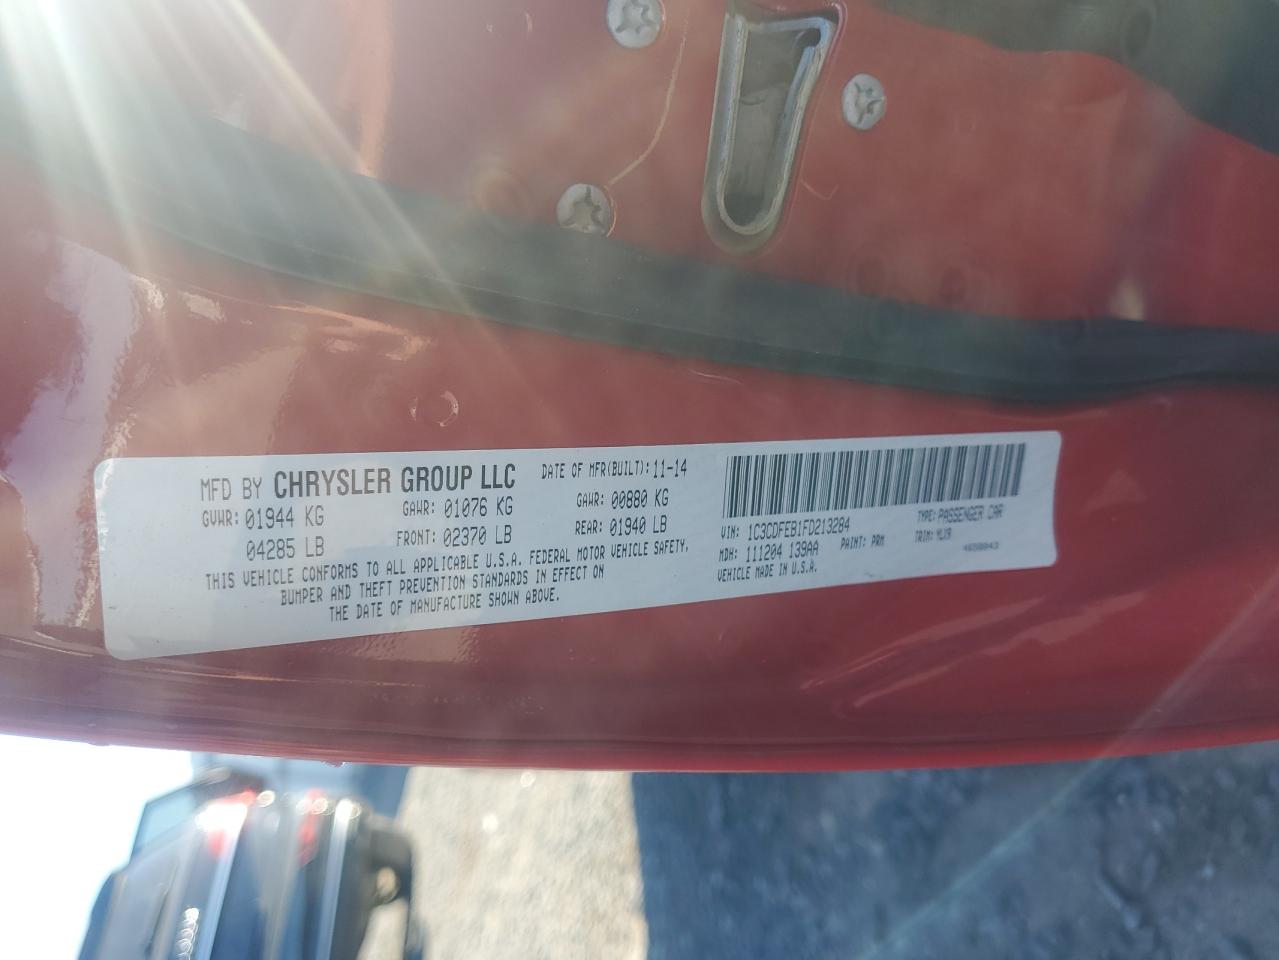 MFD BY CHRYSLER GROUP LLC DATE OF MFR(BUILT): 11-14
GVWR: 01944 KG GAWR: 01076 KG GAWR: 00880 KG
04285 LB FRONT: 02370 LB REAR: 01940 LB
THIS VEHICLE CONFORMS TO ALL APPLICABLE U.S.A. FEDERAL MOTOR VEHICLE SAFETY,
BUMPER AND THEFT PREVENTION STANDARDS IN EFFECT ON
THE DATE OF MANUFACTURE SHOWN ABOVE.
VIN: 1C3CDFEB1FD213284 TYPE: PASSENGER CAR
MDH: 111204 139AA PAINT: PRM TRIM:
VEHICLE MADE IN U.S.A.